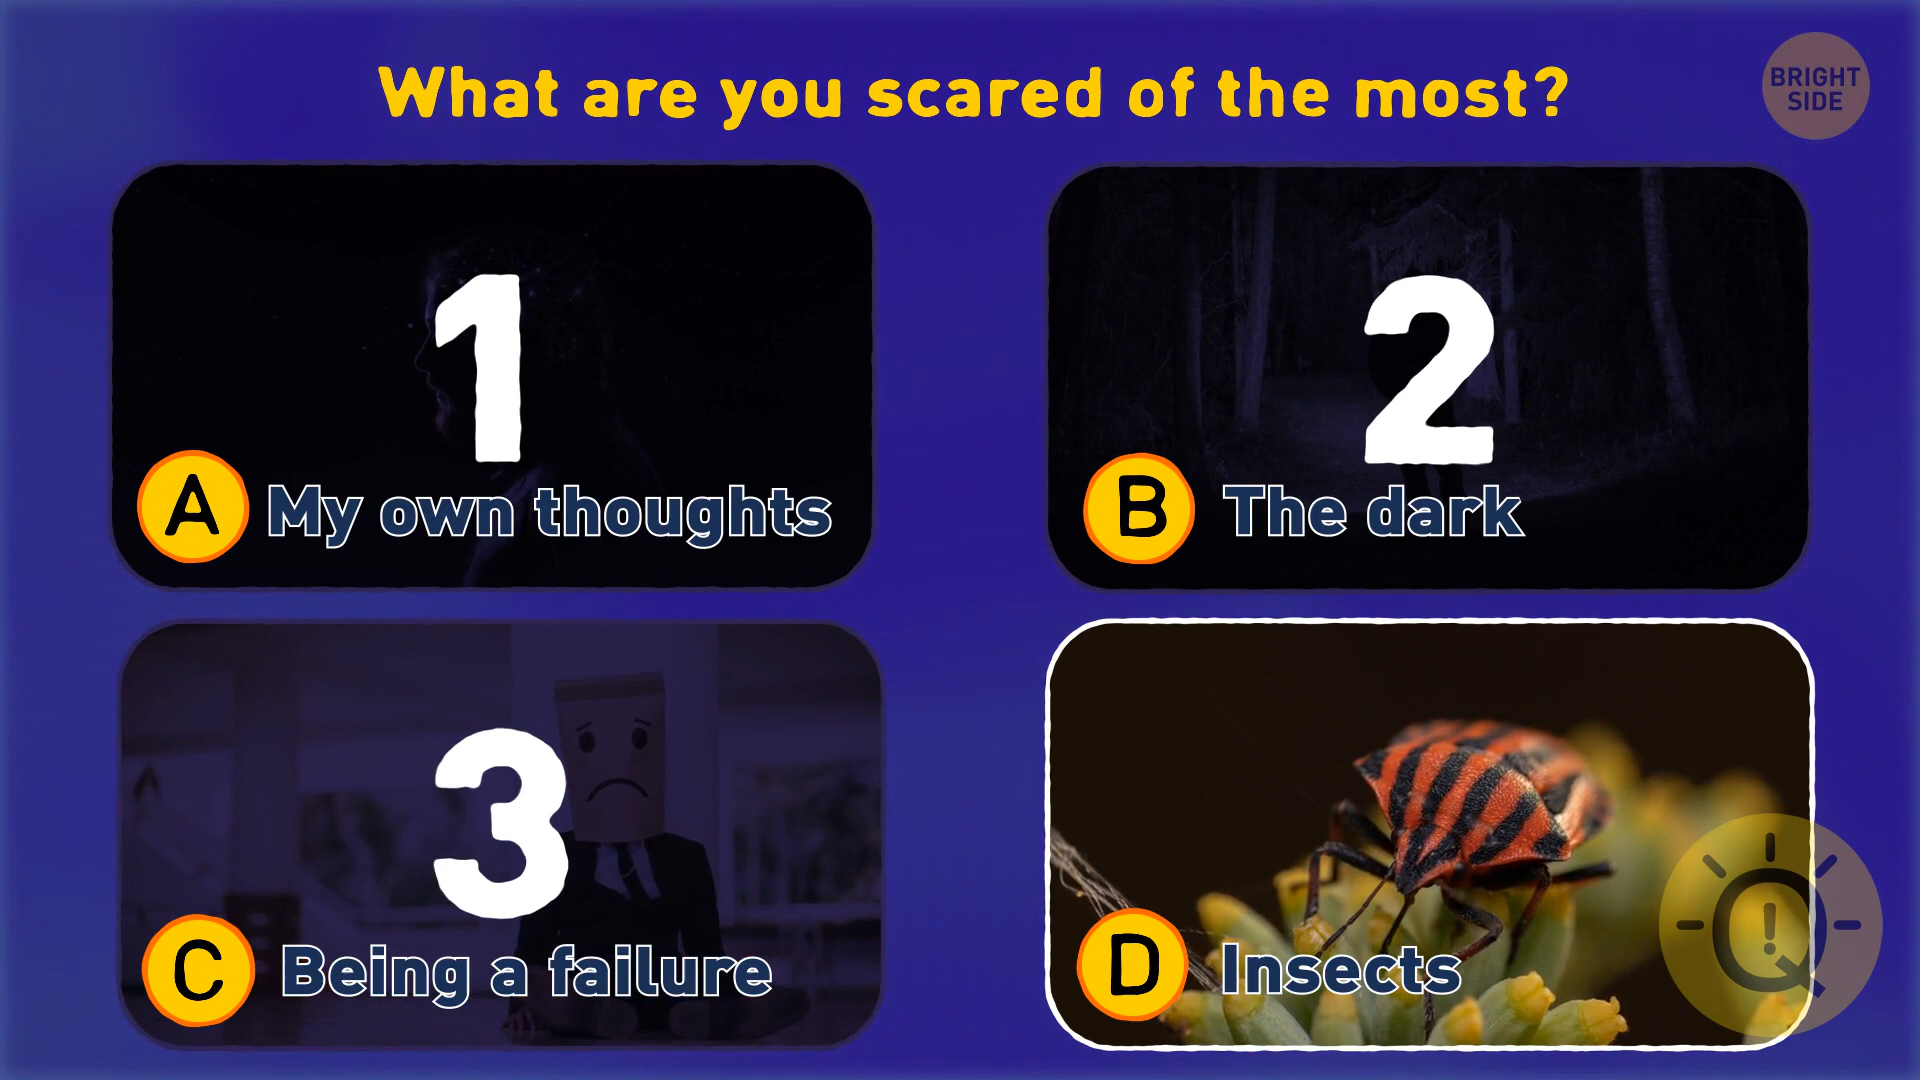 What are you scared of the most?
BRIGHT
SIDE
1
A My own thoughts
2
B The dark
3
C Being a failure
D Insects
Q!